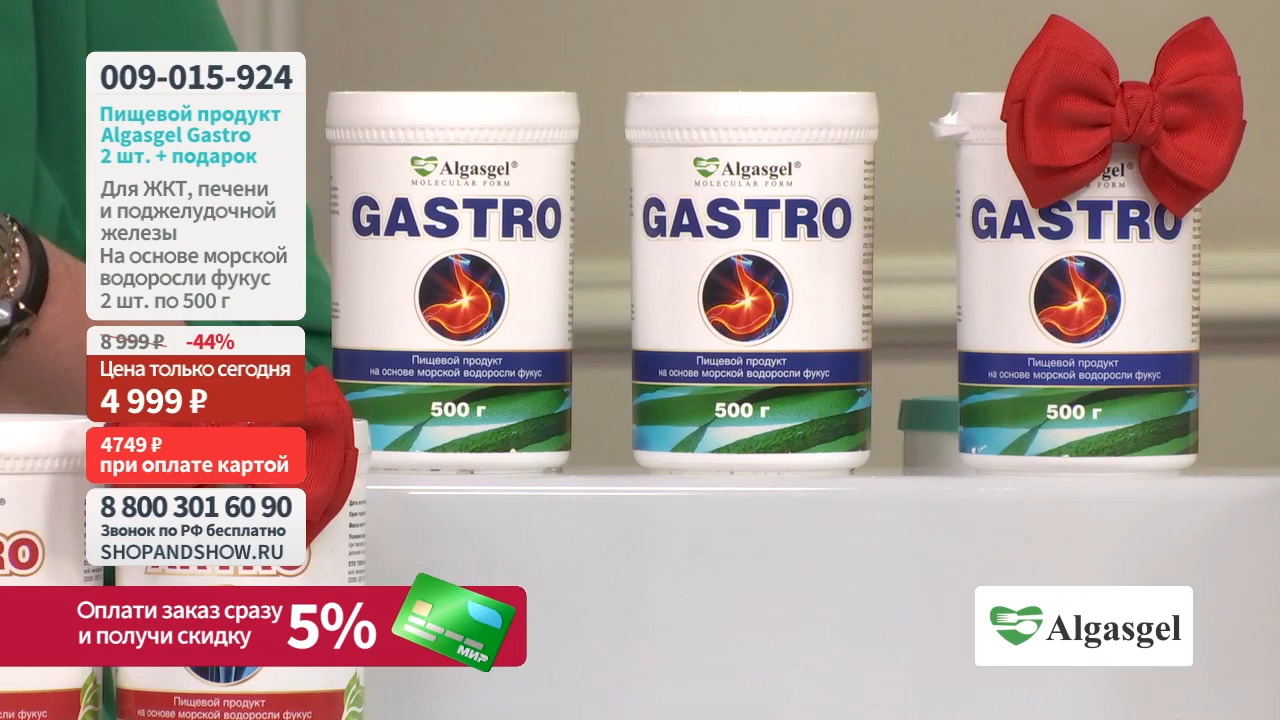 009-015-924
Пищевой продукт
Algasgel Gastro
2 шт. + подарок
Для ЖКТ, печени
и поджелудочной
железы
На основе морской
водоросли фукус
2 шт. по 500 г
8 999 ₽ -44%
Цена только сегодня
4 999 ₽
4749 ₽
при оплате картой
8 800 301 60 90
Звонок по РФ бесплатно
SHOPANDSHOW.RU
Оплати заказ сразу
и получи скидку
5%
МИР
Algasgel®
MOLECULAR FORM
GASTRO
Пищевой продукт
на основе морской водоросли фукус
500 г
Algasgel®
MOLECULAR FORM
GASTRO
Пищевой продукт
на основе морской водоросли фукус
500 г
gel®
FORM
GASTRO
Пищевой продукт
на основе морской водоросли фукус
500 г
RO
Пищевой продукт
на основе морской водоросли фукус
Algasgel